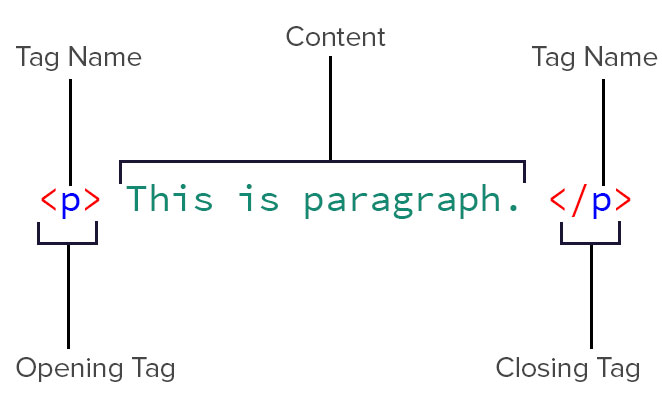 Content
Tag Name
Tag Name
<p> This is paragraph. </p>
Opening Tag
Closing Tag